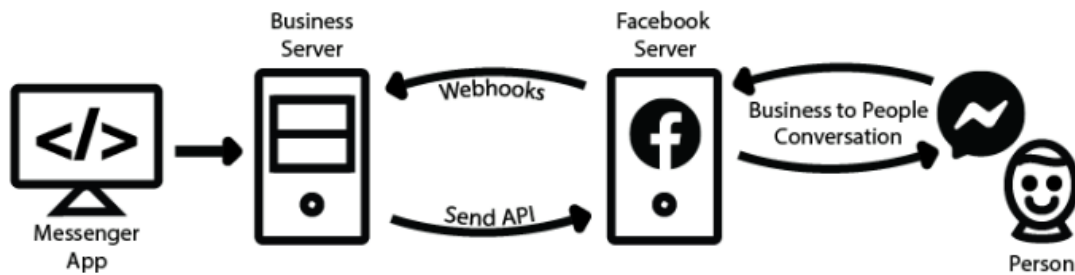 Business
Server
Facebook
Server
</>
Webhooks
f
Business to People
Conversation
Send API
Messenger
App
Person